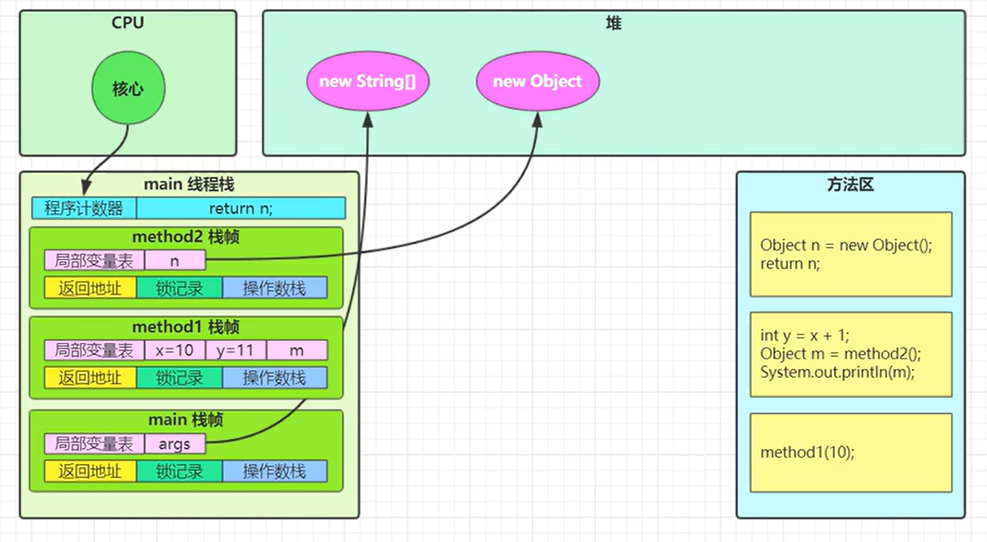 CPU
核心
堆
new String[]
new Object
main 线程栈
程序计数器
return n;
method2 栈帧
局部变量表
n
返回地址
锁记录
操作数栈
method1 栈帧
局部变量表
x=10
y=11
m
返回地址
锁记录
操作数栈
main 栈帧
局部变量表
args
返回地址
锁记录
操作数栈
方法区
Object n = new Object();
return n;
int y = x + 1;
Object m = method2();
System.out.println(m);
method1(10);